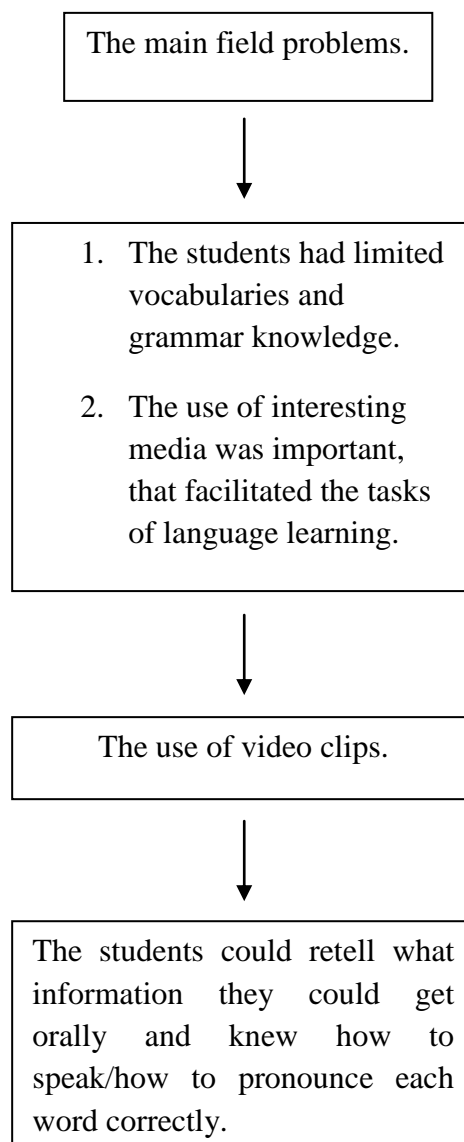 The main field problems.
1. The students had limited
vocabularies and
grammar knowledge.
2. The use of interesting
media was important,
that facilitated the tasks
of language learning.
The use of video clips.
The students could retell what
information they could get
orally and knew how to
speak/how to pronounce each
word correctly.